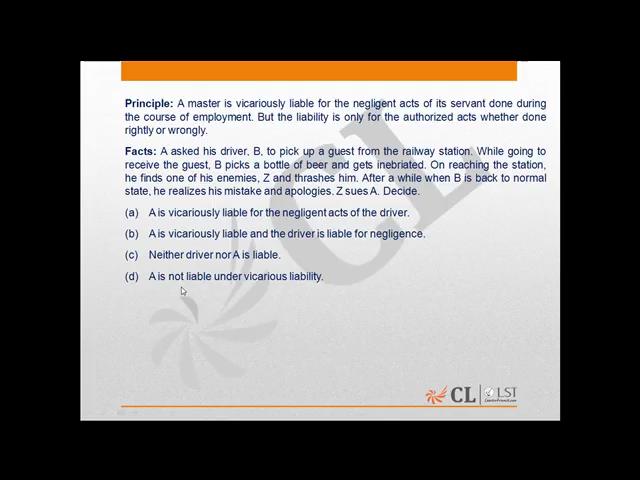 Principle: A master is vicariously liable for the negligent acts of its servant done during
the course of employment. But the liability is only for the authorized acts whether done
rightly or wrongly.
Facts: A asked his driver, B, to pick up a guest from the railway station. While going to
receive the guest, B picks a bottle of beer and gets inebriated. On reaching the station,
he finds one of his enemies, Z and thrashes him. After a while when B is back to normal
state, he realizes his mistake and apologies. Z sues A. Decide.
(a) A is vicariously liable for the negligent acts of the driver.
(b) A is vicariously liable and the driver is liable for negligence.
(c) Neither driver nor A is liable.
(d) A is not liable under vicarious liability.
CL
CL LST